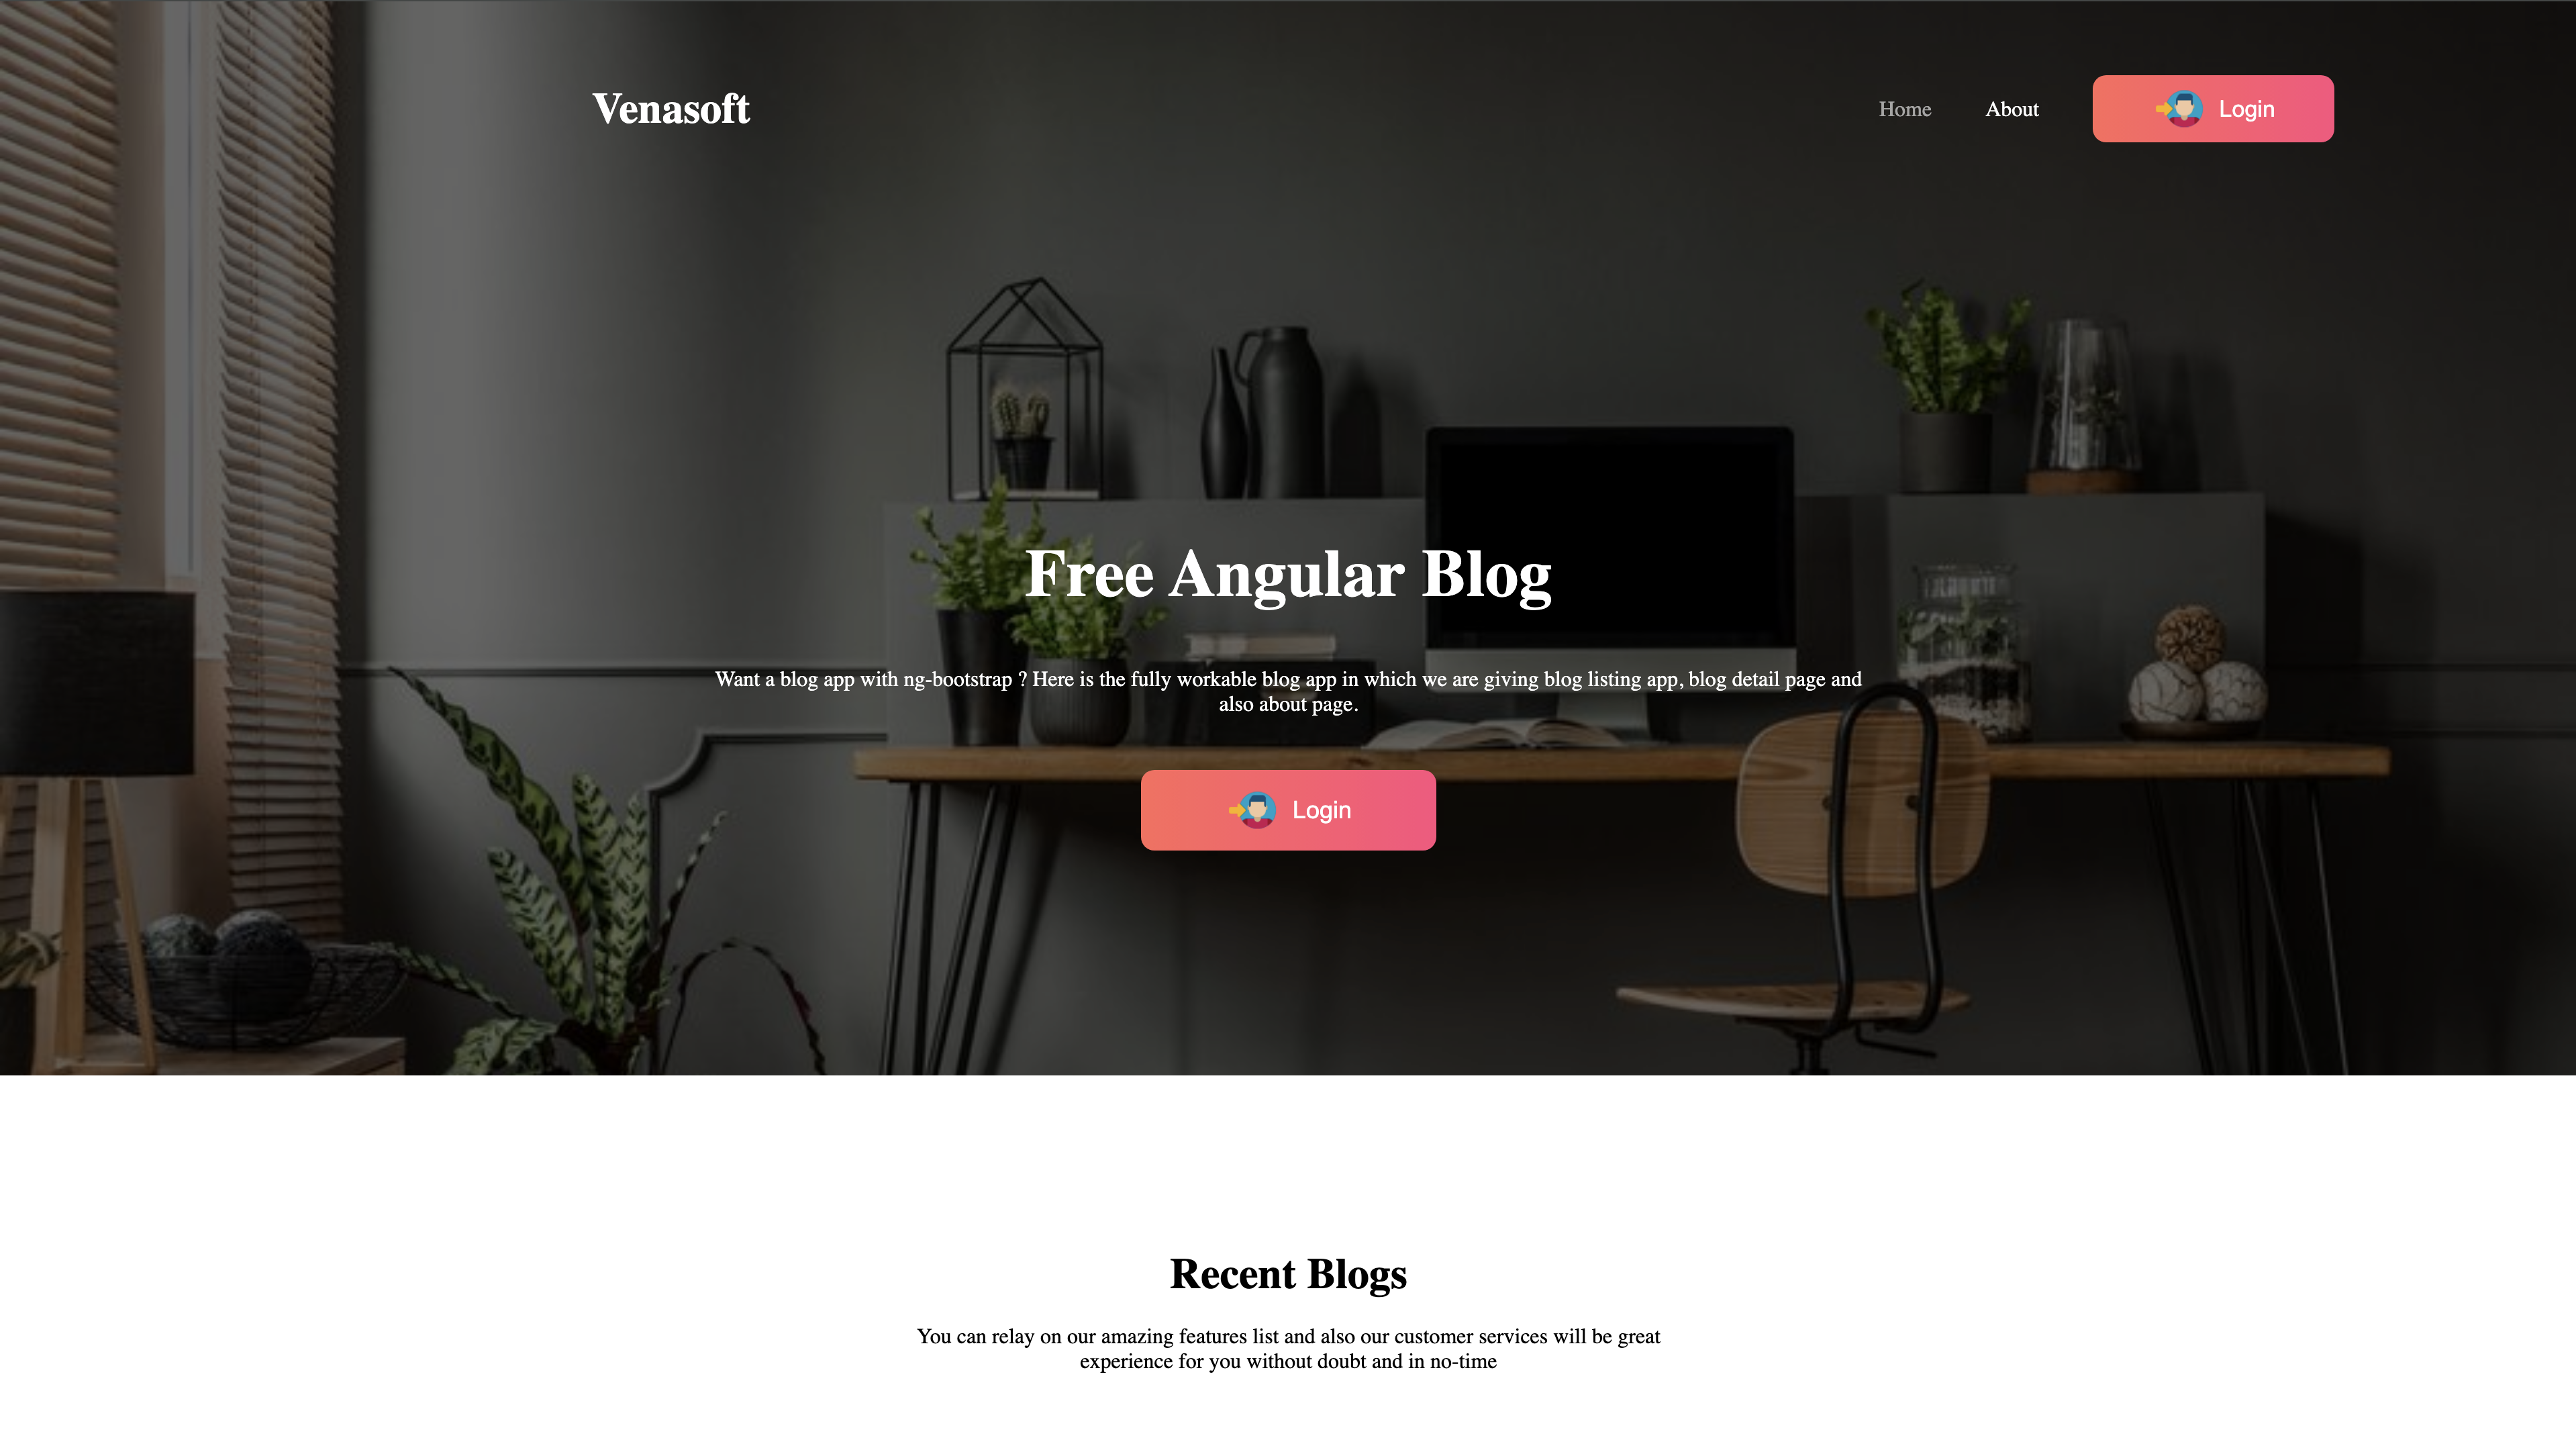 Venasoft
Home
About
Login
Free Angular Blog
Want a blog app with ng-bootstrap ? Here is the fully workable blog app in which we are giving blog listing app, blog detail page and
also about page.
Login
Recent Blogs
You can relay on our amazing features list and also our customer services will be great
experience for you without doubt and in no-time